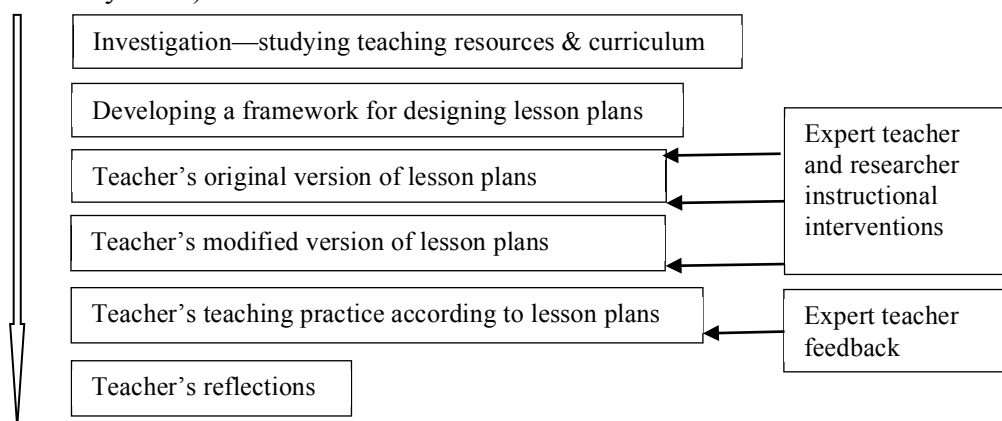 Investigation—studying teaching resources & curriculum
Developing a framework for designing lesson plans
Teacher's original version of lesson plans
Teacher's modified version of lesson plans
Teacher's teaching practice according to lesson plans
Teacher's reflections
Expert teacher
and researcher
instructional
interventions
Expert teacher
feedback